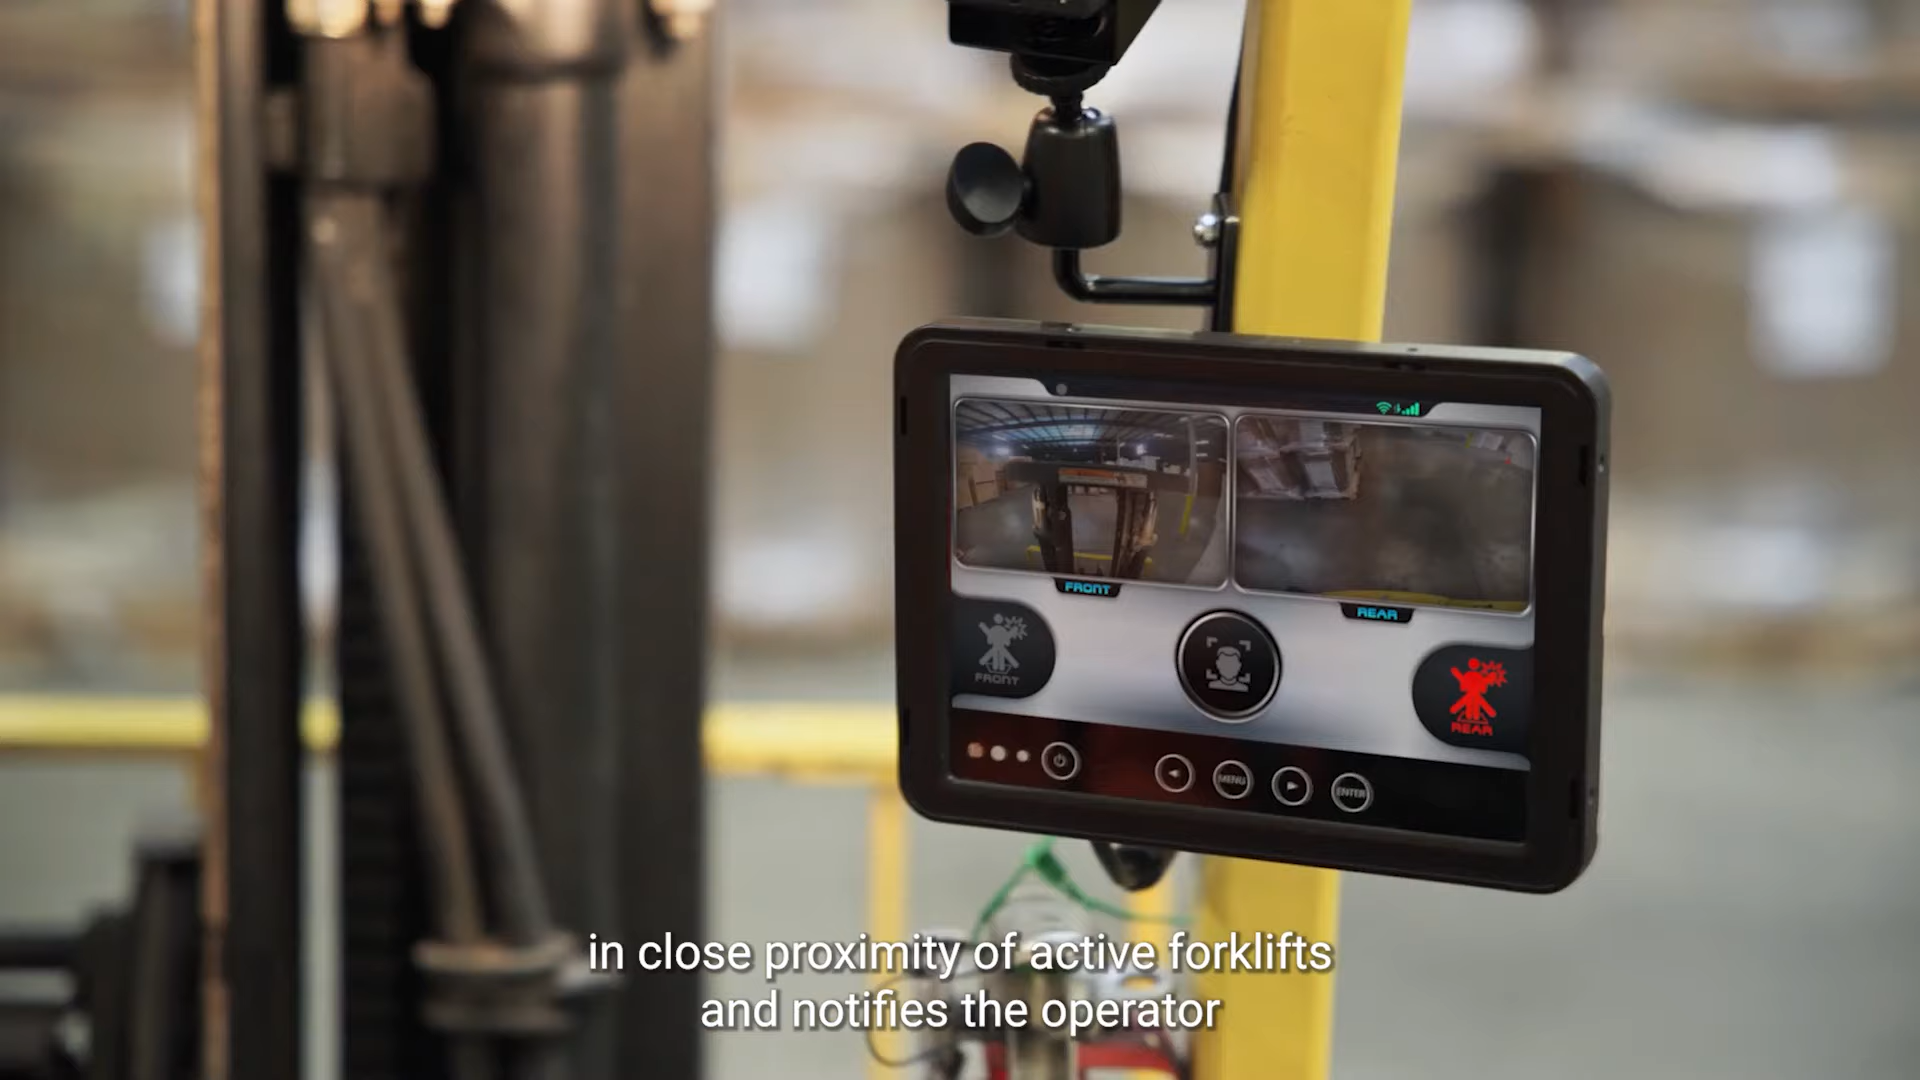 FRONT
REAR
FRONT
REAR
MENU
ENTER
in close proximity of active forklifts
and notifies the operator